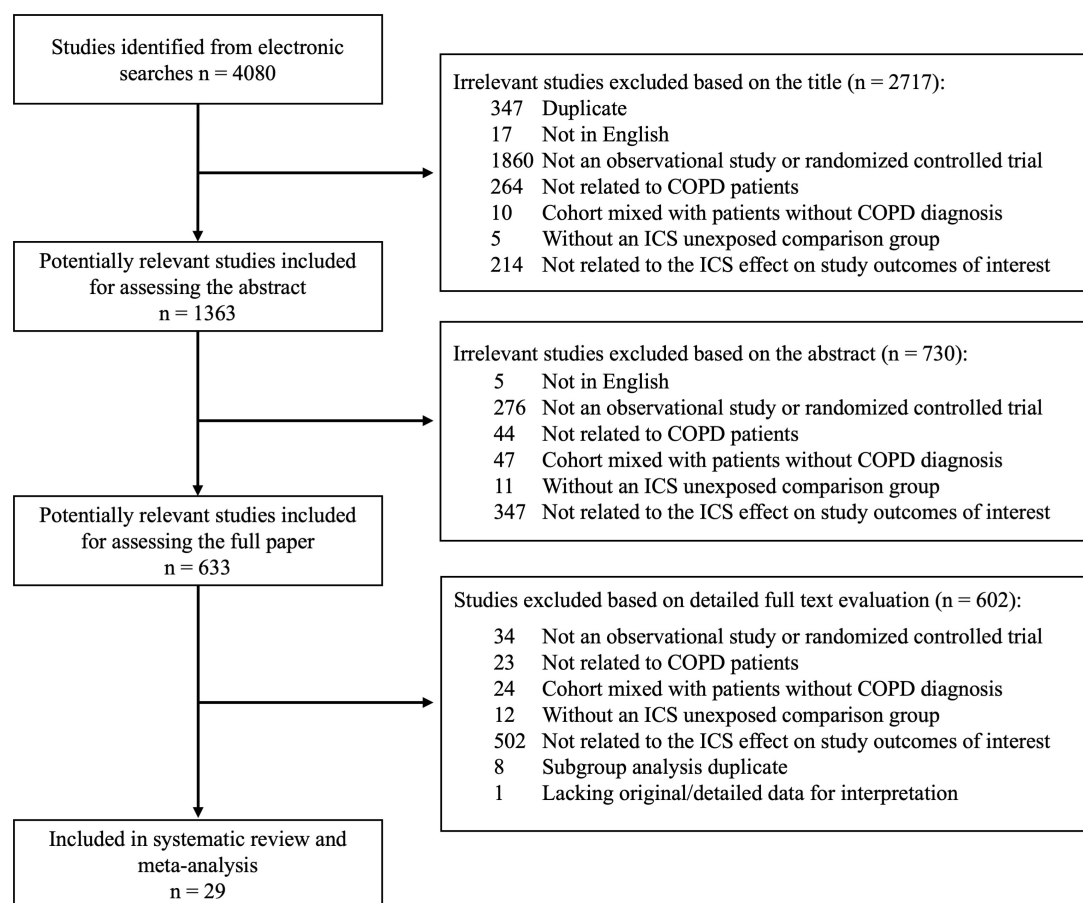 Studies identified from electronic
searches n = 4080
Irrelevant studies excluded based on the title (n = 2717):
347 Duplicate
17 Not in English
1860 Not an observational study or randomized controlled trial
264 Not related to COPD patients
10 Cohort mixed with patients without COPD diagnosis
5 Without an ICS unexposed comparison group
214 Not related to the ICS effect on study outcomes of interest
Potentially relevant studies included
for assessing the abstract
n = 1363
Irrelevant studies excluded based on the abstract (n = 730):
5 Not in English
276 Not an observational study or randomized controlled trial
44 Not related to COPD patients
47 Cohort mixed with patients without COPD diagnosis
11 Without an ICS unexposed comparison group
347 Not related to the ICS effect on study outcomes of interest
Potentially relevant studies included
for assessing the full paper
n = 633
Studies excluded based on detailed full text evaluation (n = 602):
34 Not an observational study or randomized controlled trial
23 Not related to COPD patients
24 Cohort mixed with patients without COPD diagnosis
12 Without an ICS unexposed comparison group
502 Not related to the ICS effect on study outcomes of interest
8 Subgroup analysis duplicate
1 Lacking original/detailed data for interpretation
Included in systematic review and
meta-analysis
n = 29